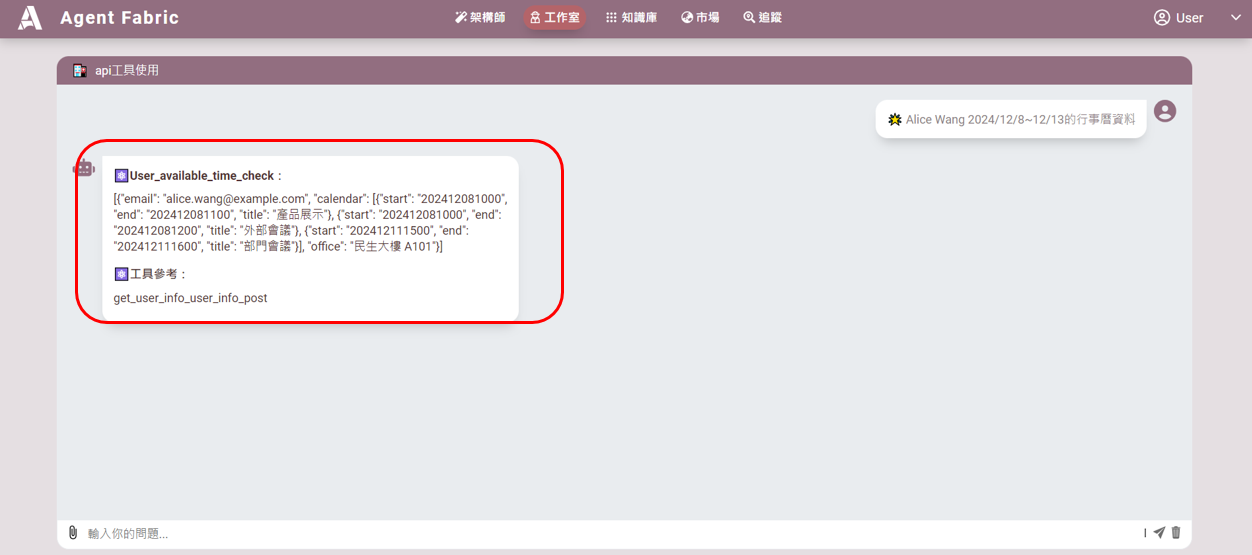 Agent Fabric
架構師
工作室
知識庫
市場
追蹤
User
api工具使用
Alice Wang 2024/12/8~12/13的行事曆資料
User_available_time_check：
[{"email": "alice.wang@example.com", "calendar": [{"start": "202412081000",
"end": "202412081100", "title": "產品展示"}, {"start": "202412081000", "end":
"202412081200", "title": "外部會議"}, {"start": "202412111500", "end":
"202412111600", "title": "部門會議"}], "office": "民生大樓 A101"}]
工具參考：
get_user_info_user_info_post
輸入你的問題...